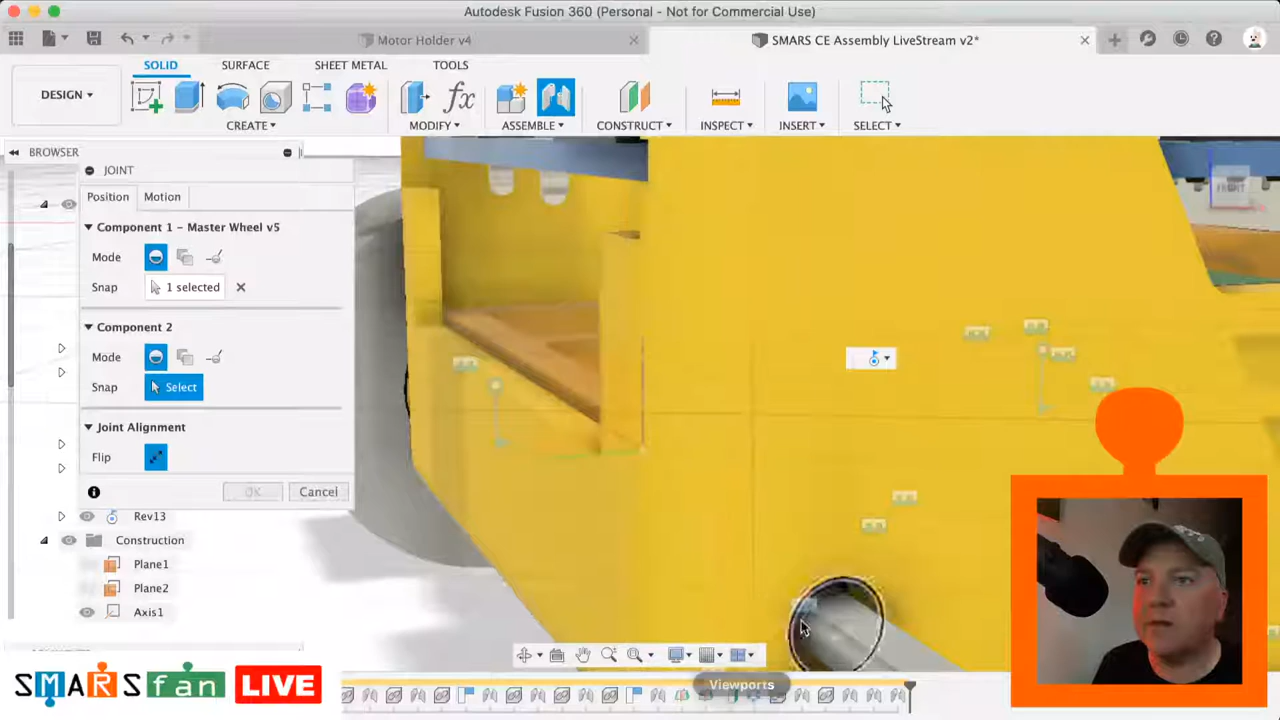 Autodesk Fusion 360 (Personal - Not for Commercial Use)
Motor Holder v4
SMARS CE Assembly LiveStream v2*
DESIGN
SOLID
SURFACE
SHEET METAL
TOOLS
CREATE
MODIFY
ASSEMBLE
CONSTRUCT
INSPECT
INSERT
SELECT
BROWSER
JOINT
Position
Motion
Component 1 - Master Wheel v5
Mode
Snap
1 selected
Component 2
Mode
Snap
Select
Joint Alignment
Flip
OK
Cancel
Rev13
Construction
Plane1
Plane2
Axis1
FRONT
Viewports
SMARS fan LIVE